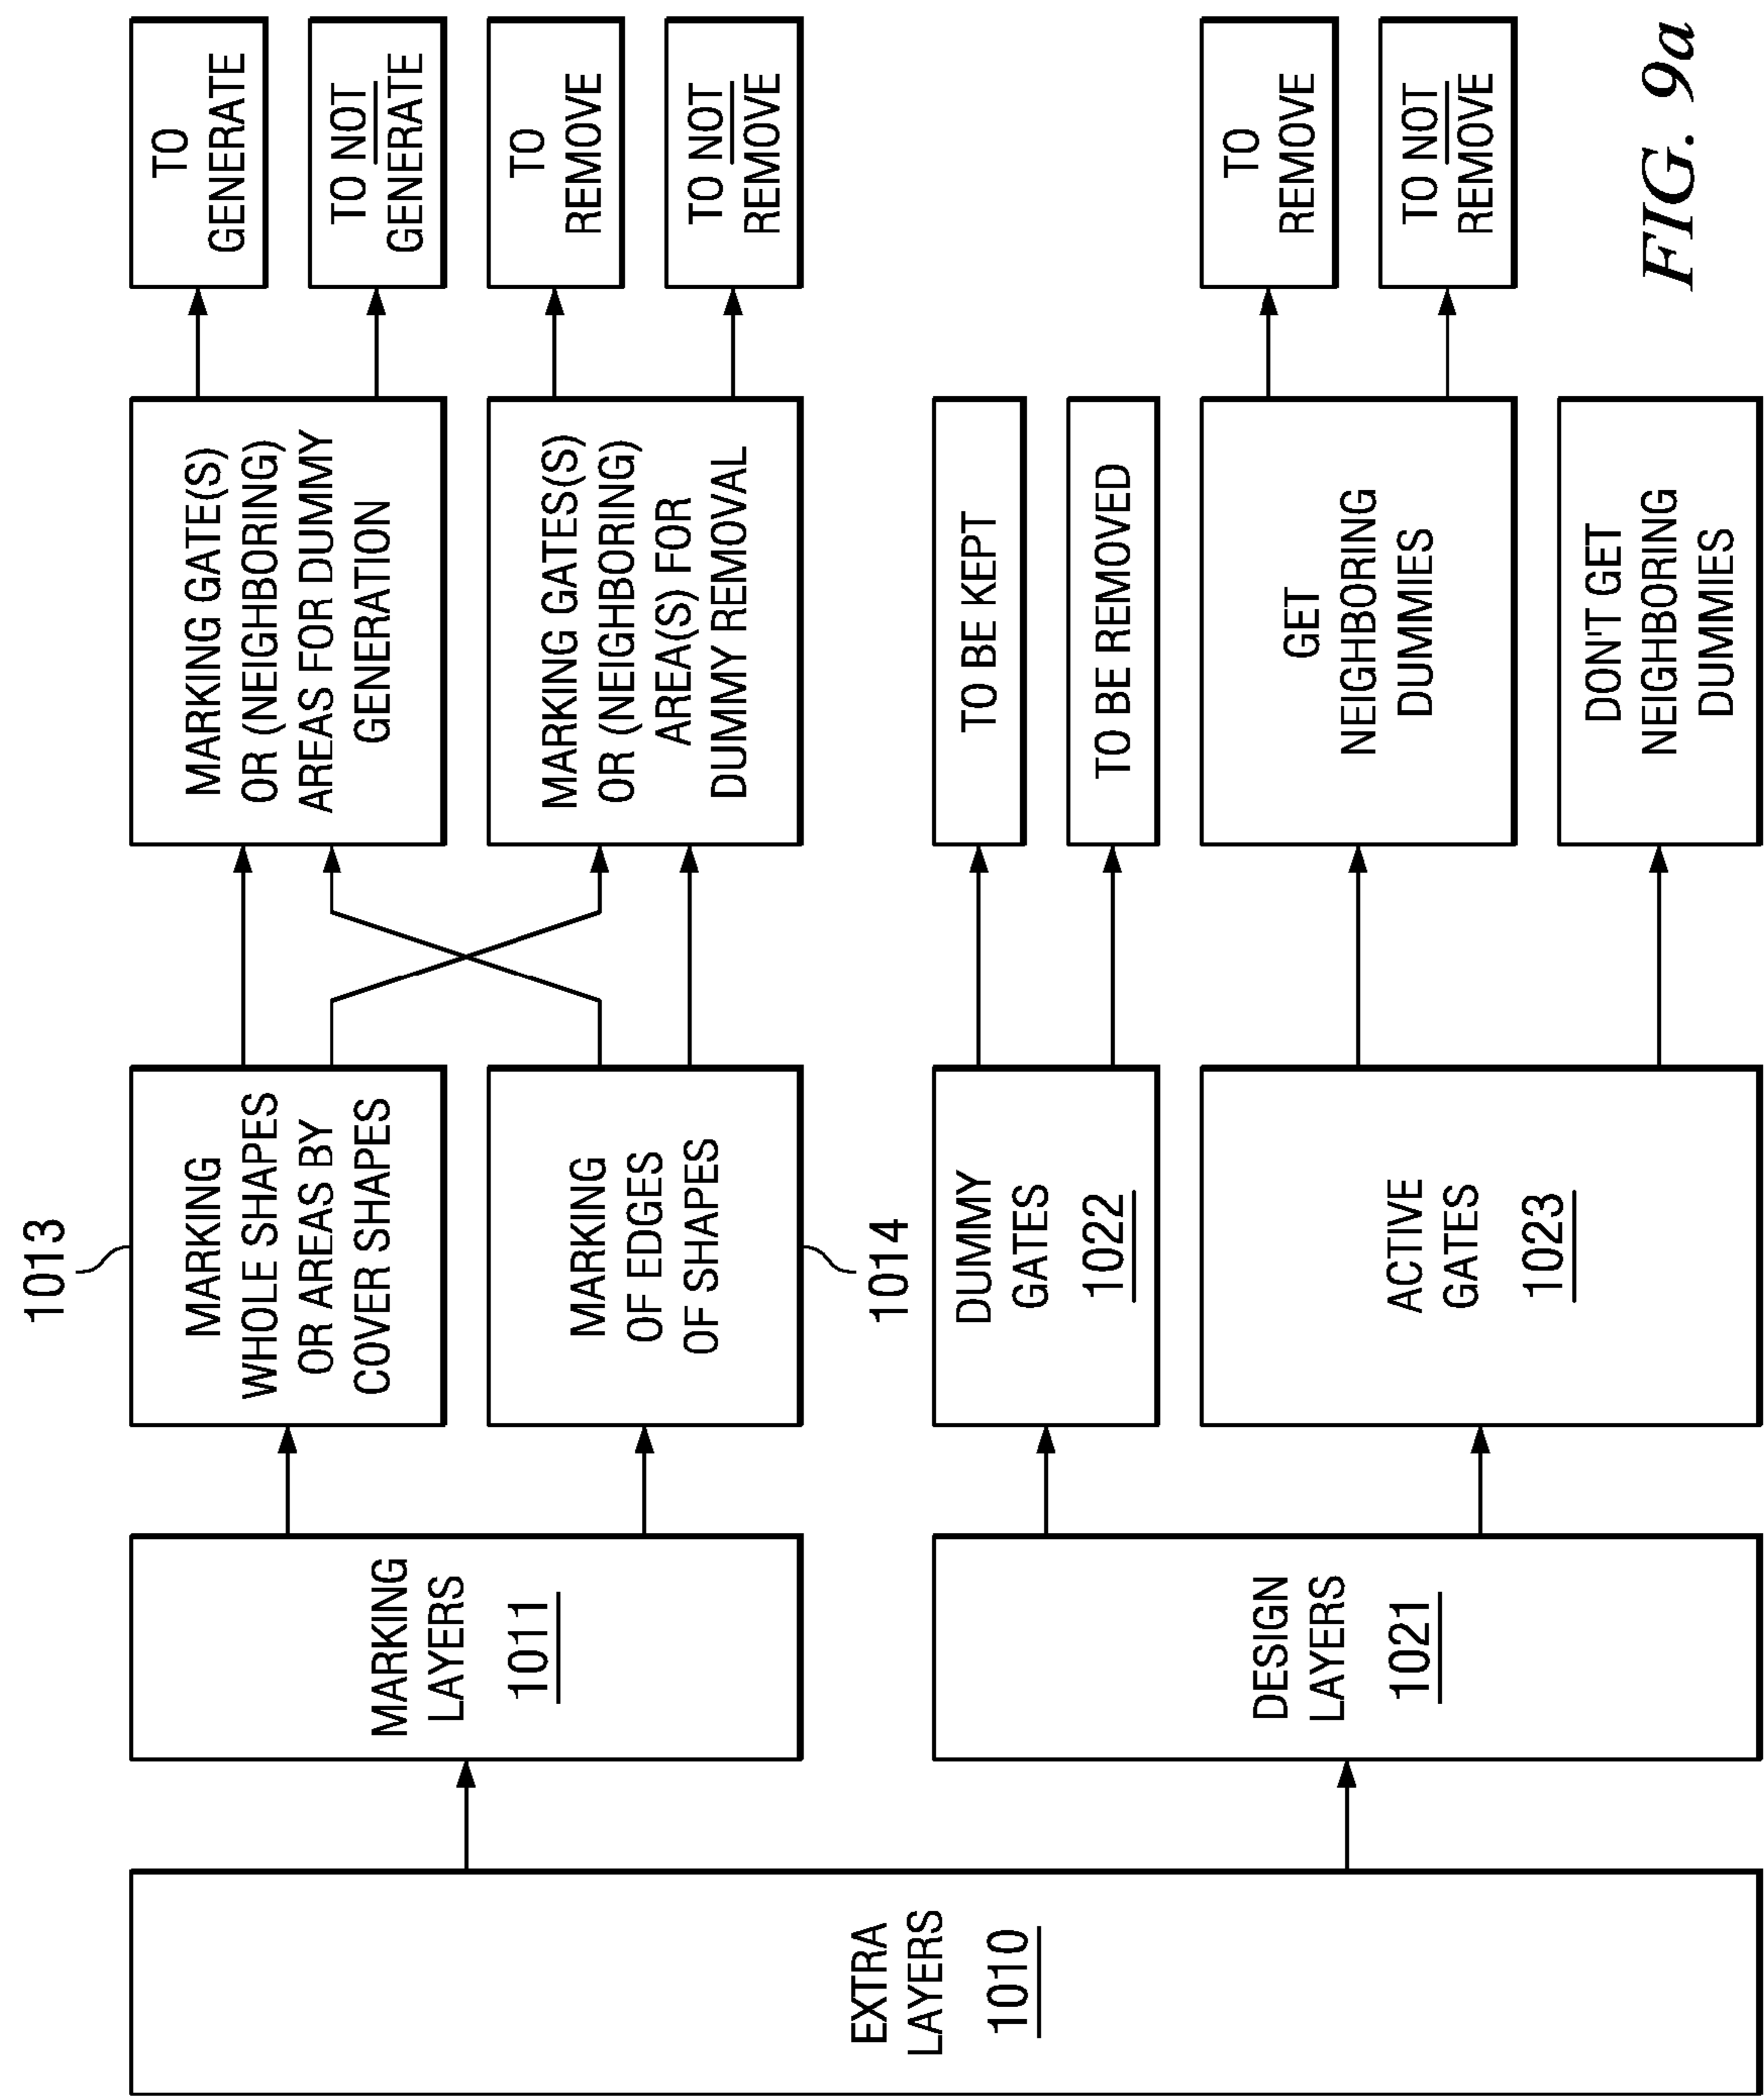 EXTRA
LAYERS
1010
MARKING
LAYERS
1011
DESIGN
LAYERS
1021
1013
MARKING
WHOLE SHAPES
OR AREAS BY
COVER SHAPES
MARKING
OF EDGES
OF SHAPES
1014
DUMMY
GATES
1022
ACTIVE
GATES
1023
MARKING GATE(S)
OR (NEIGHBORING)
AREAS FOR DUMMY
GENERATION
MARKING GATES(S)
OR (NEIGHBORING)
AREA(S) FOR
DUMMY REMOVAL
TO BE KEPT
TO BE REMOVED
GET
NEIGHBORING
DUMMIES
DON'T GET
NEIGHBORING
DUMMIES
TO
GENERATE
TO NOT
GENERATE
TO
REMOVE
TO NOT
REMOVE
TO
REMOVE
TO NOT
REMOVE
FIG. 9a